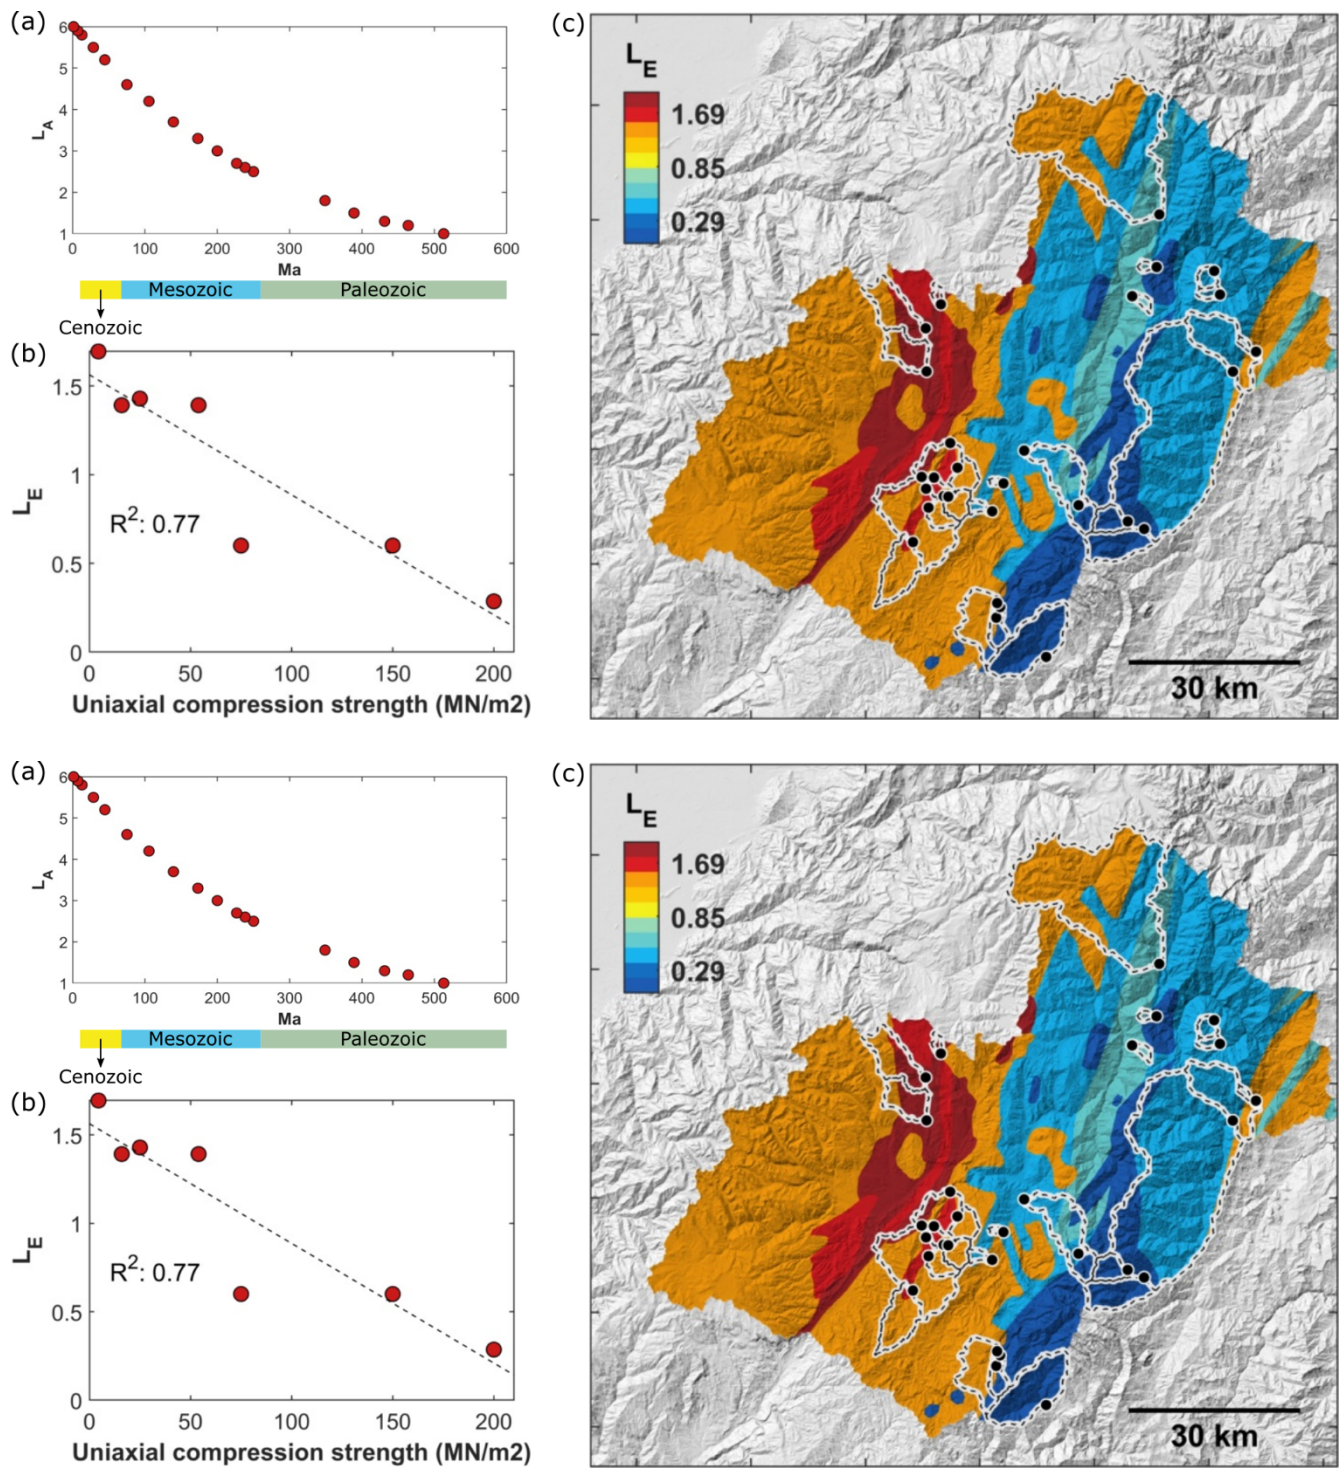 (a)
6
5
4
3
2
1
L_A
0 100 200 300 400 500 600
Ma
Mesozoic Paleozoic
Cenozoic
(b)
1.5
1
0.5
0
L_E
R^2: 0.77
0 50 100 150 200
Uniaxial compression strength (MN/m2)
(c)
L_E
1.69
0.85
0.29
30 km
(a)
6
5
4
3
2
1
L_A
0 100 200 300 400 500 600
Ma
Mesozoic Paleozoic
Cenozoic
(b)
1.5
1
0.5
0
L_E
R^2: 0.77
0 50 100 150 200
Uniaxial compression strength (MN/m2)
(c)
L_E
1.69
0.85
0.29
30 km